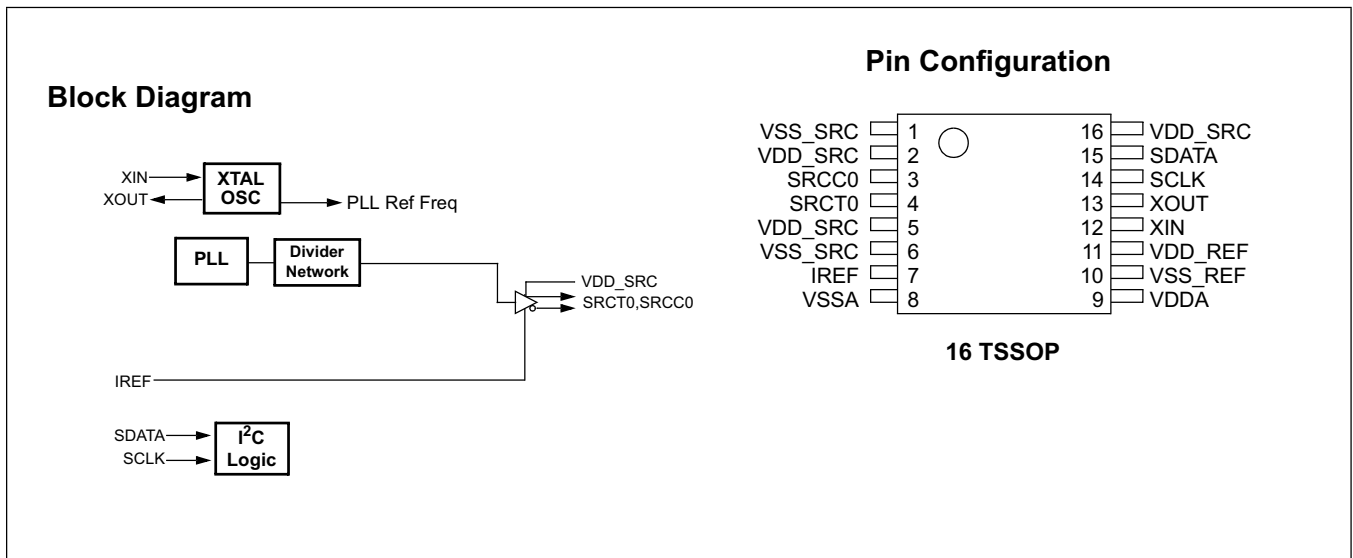 Block Diagram
XIN
XOUT
XTAL
OSC
PLL Ref Freq
PLL
Divider
Network
VDD_SRC
SRCT0,SRCC0
IREF
SDATA
SCLK
I²C
Logic
Pin Configuration
VSS_SRC 1 16 VDD_SRC
VDD_SRC 2 15 SDATA
SRCC0 3 14 SCLK
SRCT0 4 13 XOUT
VDD_SRC 5 12 XIN
VSS_SRC 6 11 VDD_REF
IREF 7 10 VSS_REF
VSSA 8 9 VDDA
16 TSSOP